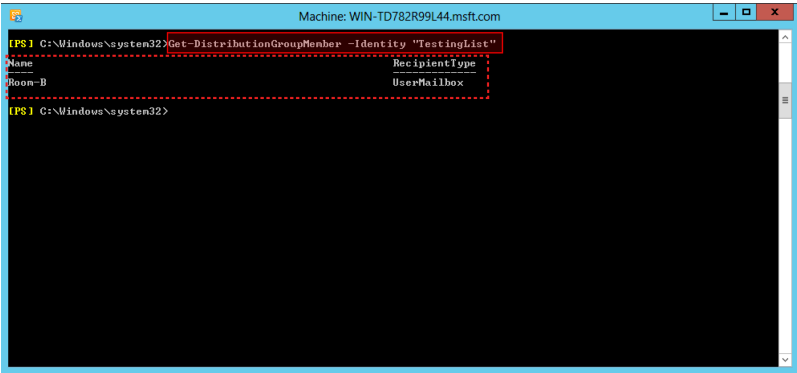 Machine: WIN-TD782R99L44.msft.com
[PS] C:\Windows\system32>Get-DistributionGroupMember -Identity "TestingList"
Name RecipientType
---- -------------
Room-B UserMailbox
[PS] C:\Windows\system32>